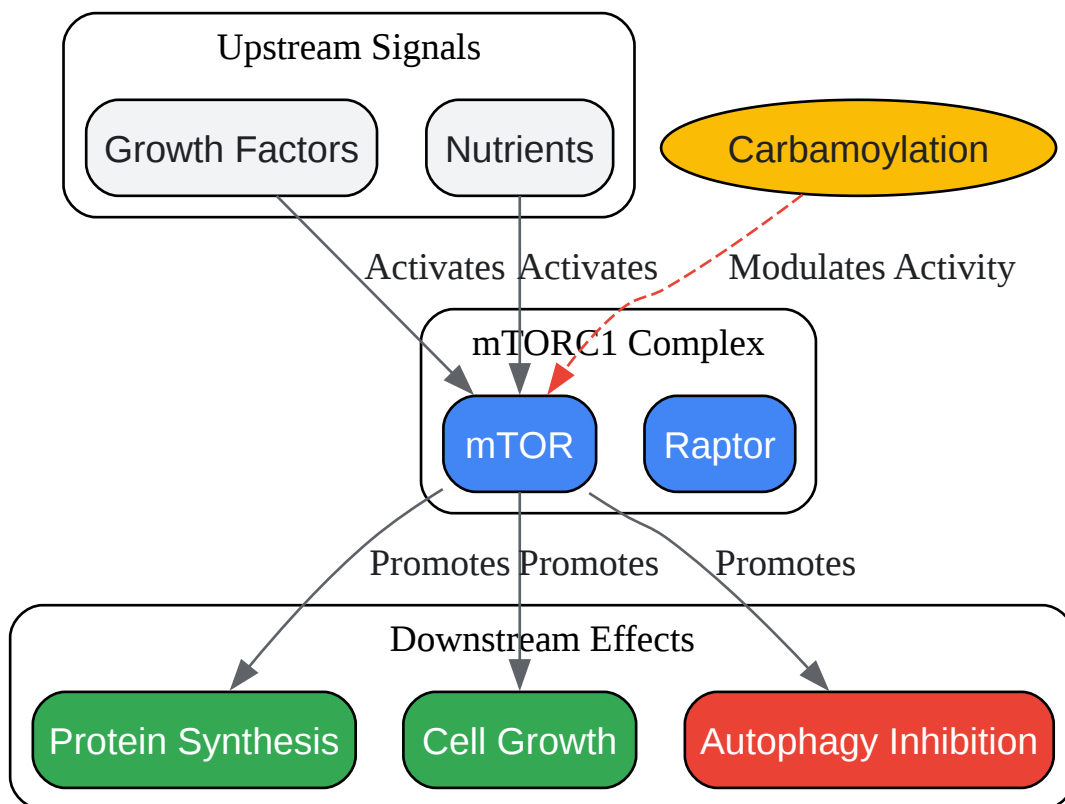 Upstream Signals
Growth Factors
Nutrients
Carbamoylation
Activates
Activates
Modulates Activity
mTORC1 Complex
mTOR
Raptor
Promotes
Promotes
Promotes
Downstream Effects
Protein Synthesis
Cell Growth
Autophagy Inhibition